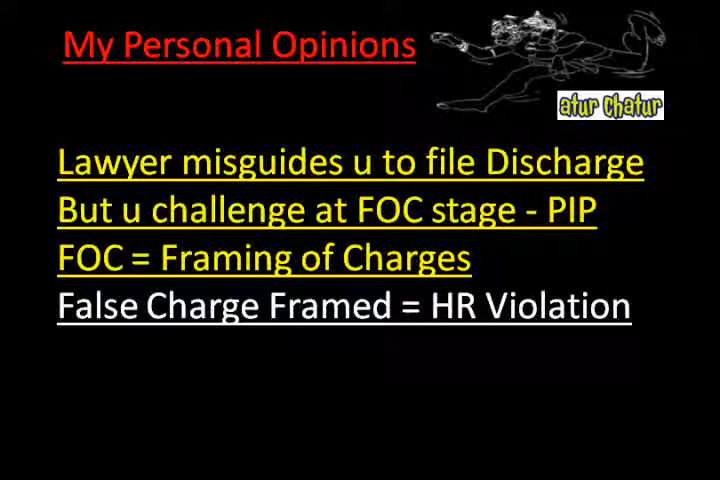 My Personal Opinions
atur chatur
Lawyer misguides u to file Discharge
But u challenge at FOC stage - PIP
FOC = Framing of Charges
False Charge Framed = HR Violation